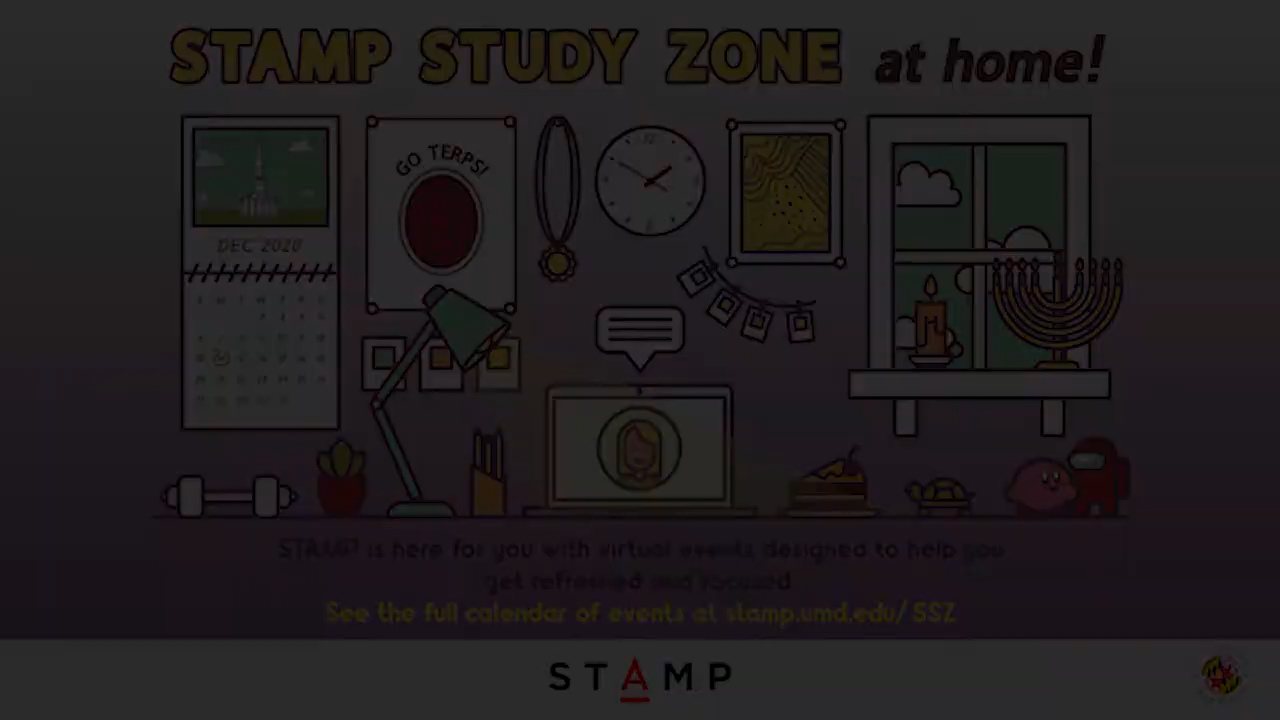 STAMP STUDY ZONE at home!
GO TERPS!
DEC 2020
STAMP is here for you with virtual events designed to help you
get refreshed and focused.
See the full calendar of events at stamp.umd.edu/SSZ
STAMP